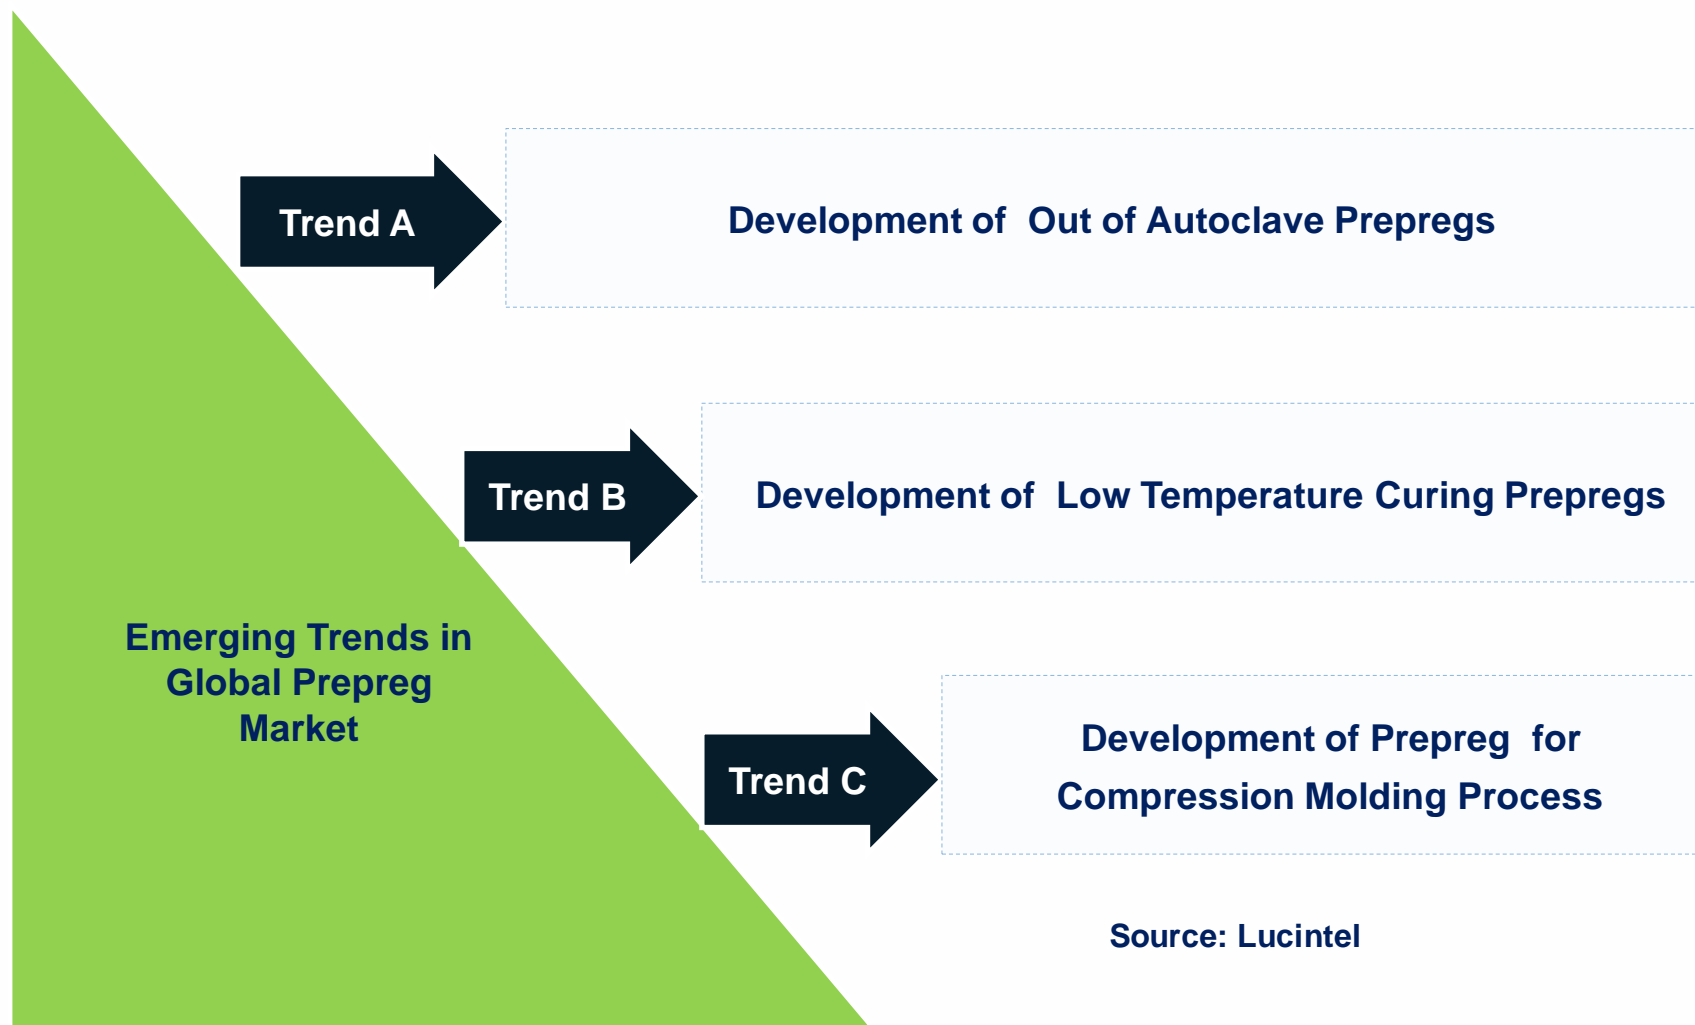 Trend A
Development of  Out of Autoclave Prepregs
Trend B
Development of  Low Temperature Curing Prepregs
Emerging Trends in
Global Prepreg
Market
Trend C
Development of Prepreg  for
Compression Molding Process
Source: Lucintel